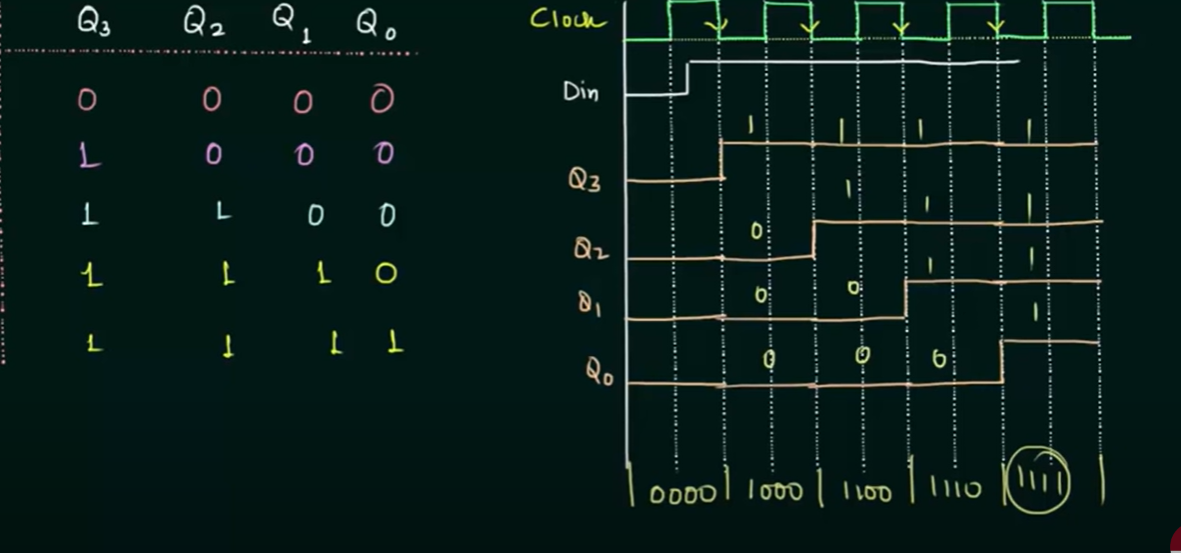 Q3 Q2 Q1 Q0
0 0 0 0
1 0 0 0
1 1 0 0
1 1 1 0
1 1 1 1
Clock
Din
1 1 1 1
Q3
1 1 1
0
Q2
1 1
0 0
Q1
1
0 0 0
Q0
0000 1000 1100 1110 1111